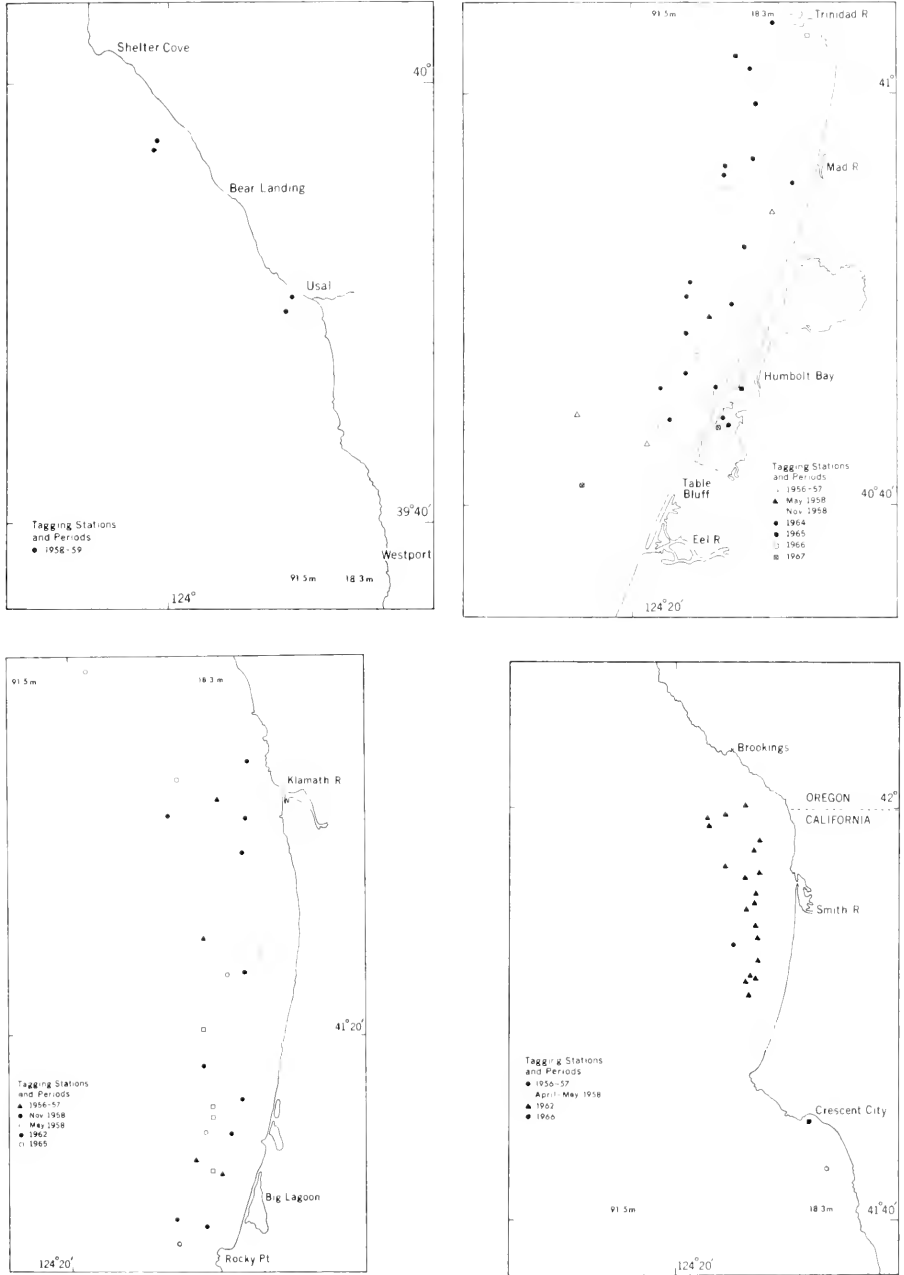 Shelter Cove
40°
Bear Landing
Usal
39°40'
Tagging Stations
and Periods
1958-59
Westport
91.5m 18.3m
124°
91.5m 18.3m Trinidad R
41°
Mad R
Humbolt Bay
Tagging Stations
and Periods
1956-57
May 1958
Nov 1958
1964
1965
1966
1967
Table
Bluff
40°40'
Eel R
124°20'
91.5m 18.3m
Klamath R
41°20'
Tagging Stations
and Periods
1956-57
Nov 1958
May 1958
1962
1965
Big Lagoon
Rocky Pt
124°20'
Brookings
OREGON 42°
CALIFORNIA
Smith R
Tagging Stations
and Periods
1956-57
April-May 1958
1962
1966
Crescent City
91.5m 18.3m 41°40'
124°20'